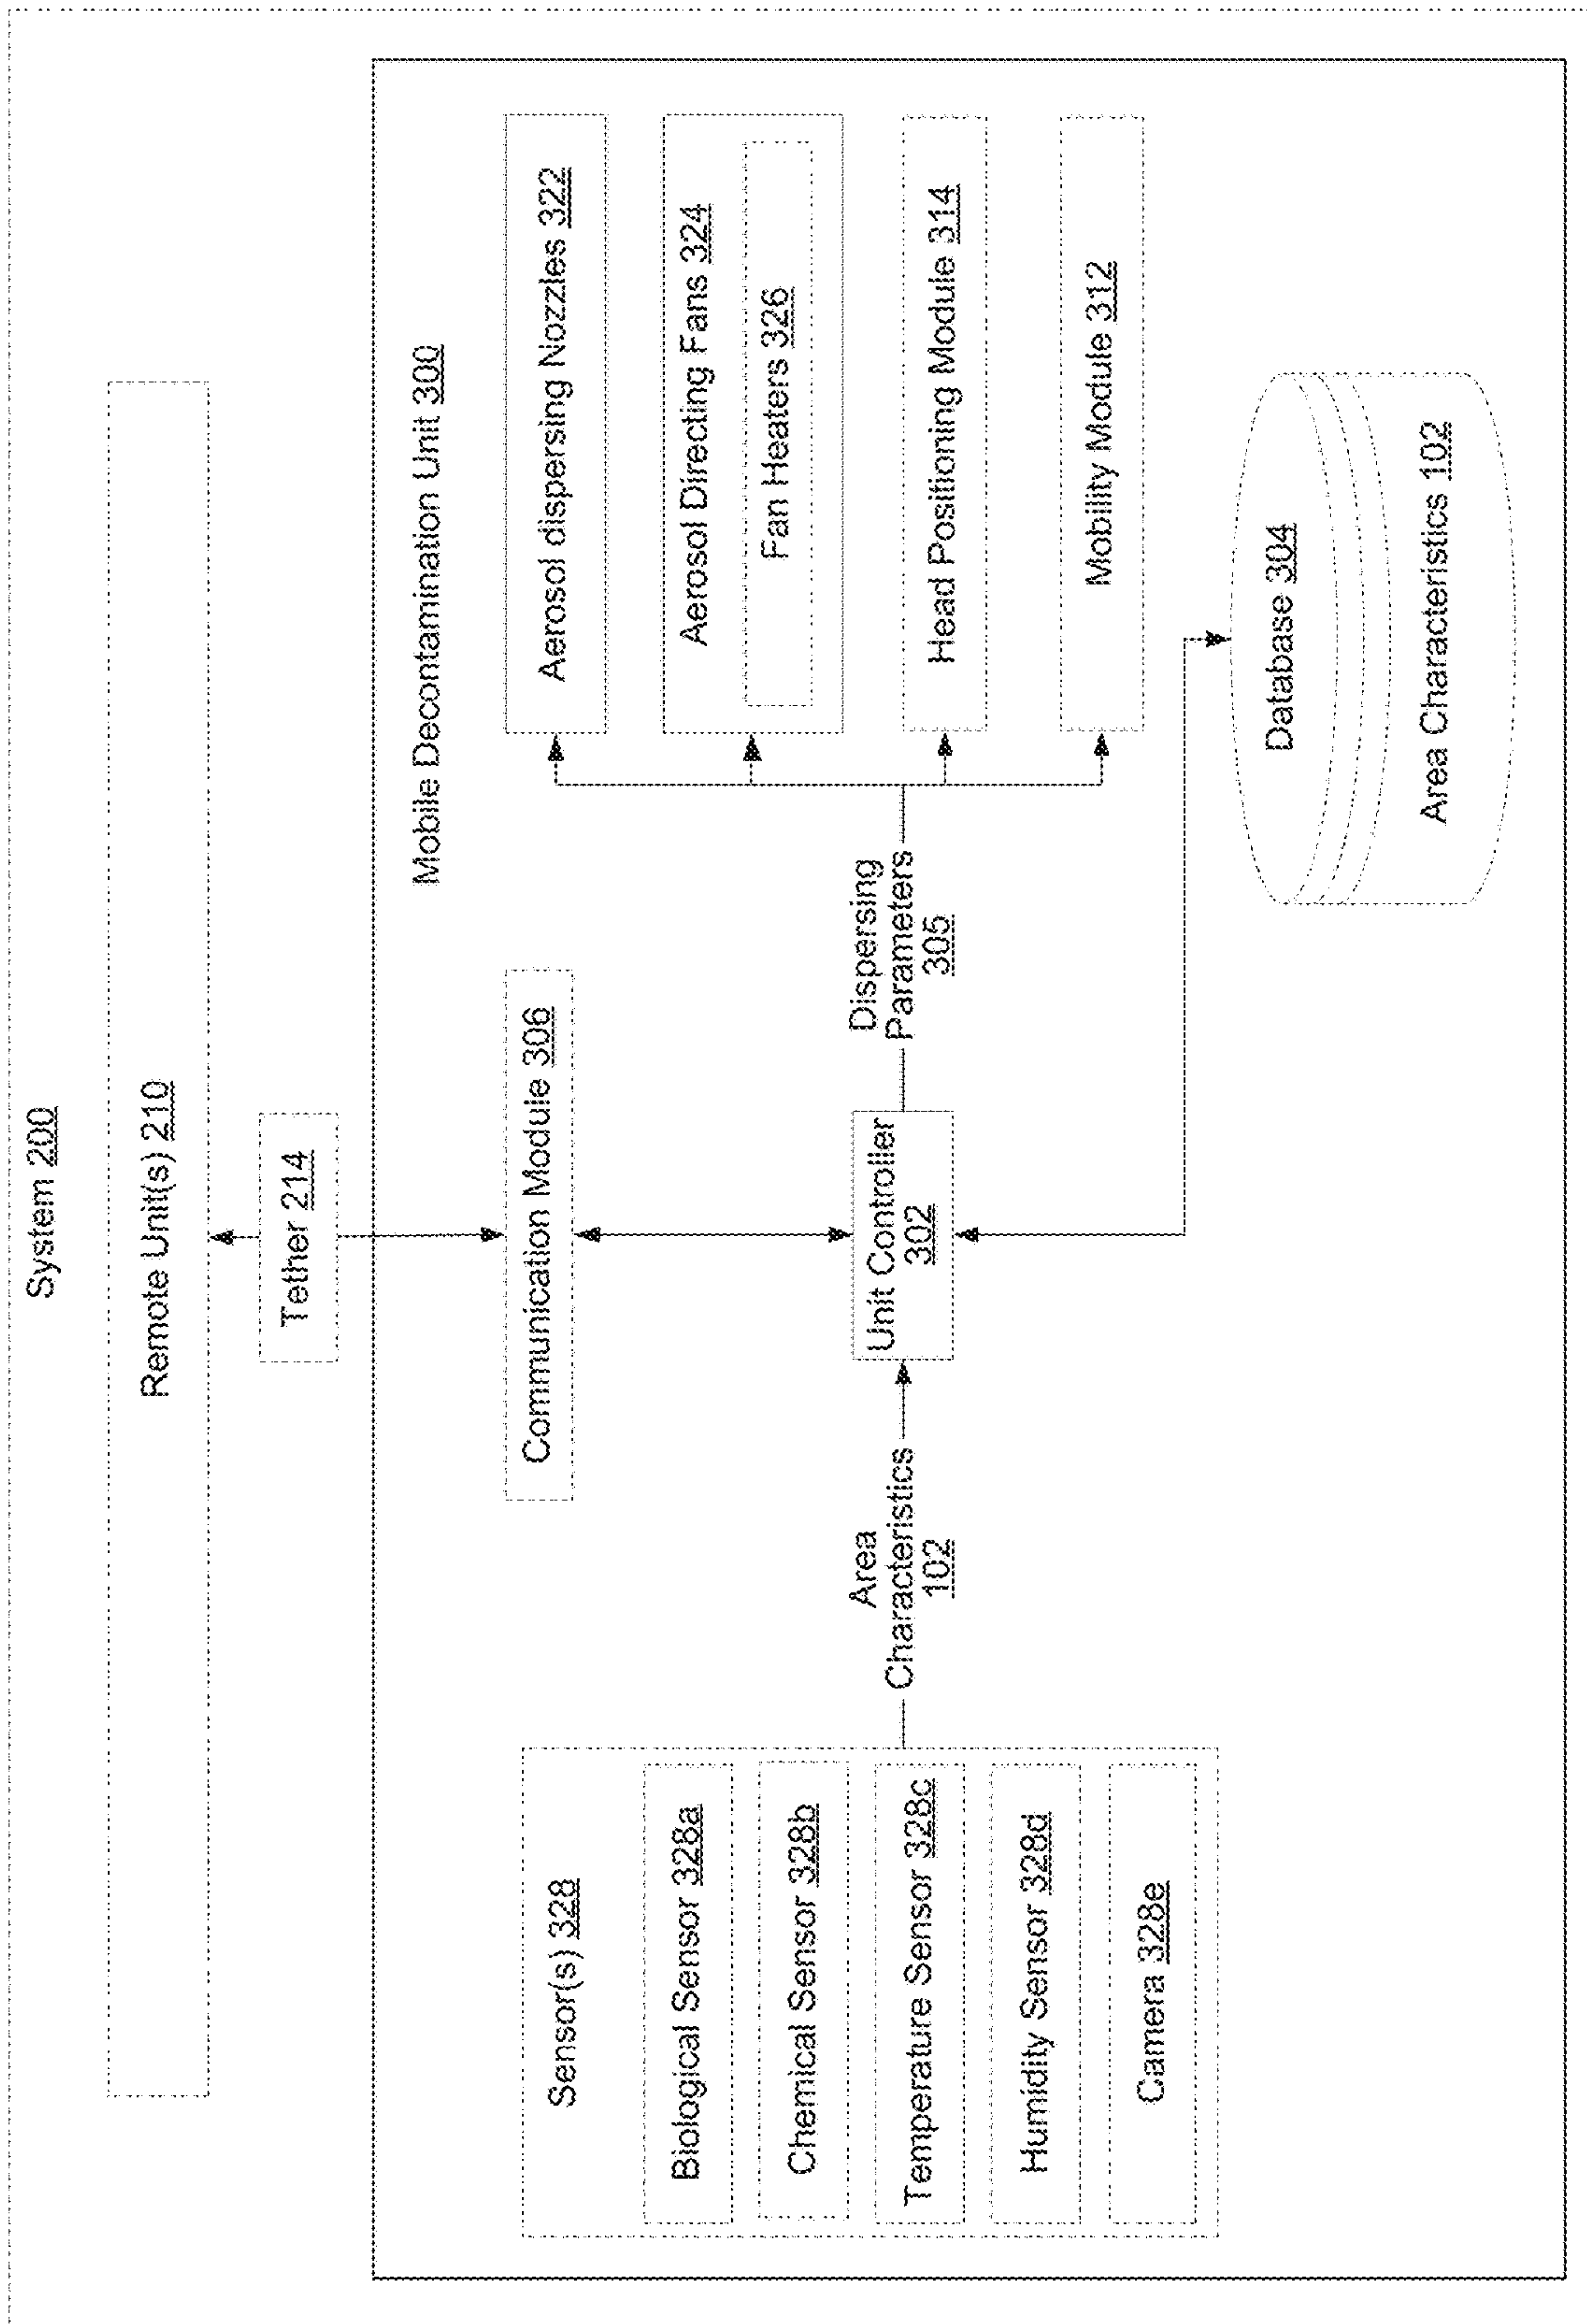 System 200
Remote Unit(s) 210
Tether 214
Mobile Decontamination Unit 300
Sensor(s) 328
Biological Sensor 328a
Chemical Sensor 328b
Temperature Sensor 328c
Humidity Sensor 328d
Camera 328e
Area
Characteristics
102
Communication Module 306
Unit Controller
302
Dispersing
Parameters
305
Aerosol dispersing Nozzles 322
Aerosol Directing Fans 324
Fan Heaters 326
Head Positioning Module 314
Mobility Module 312
Database 304
Area Characteristics 102